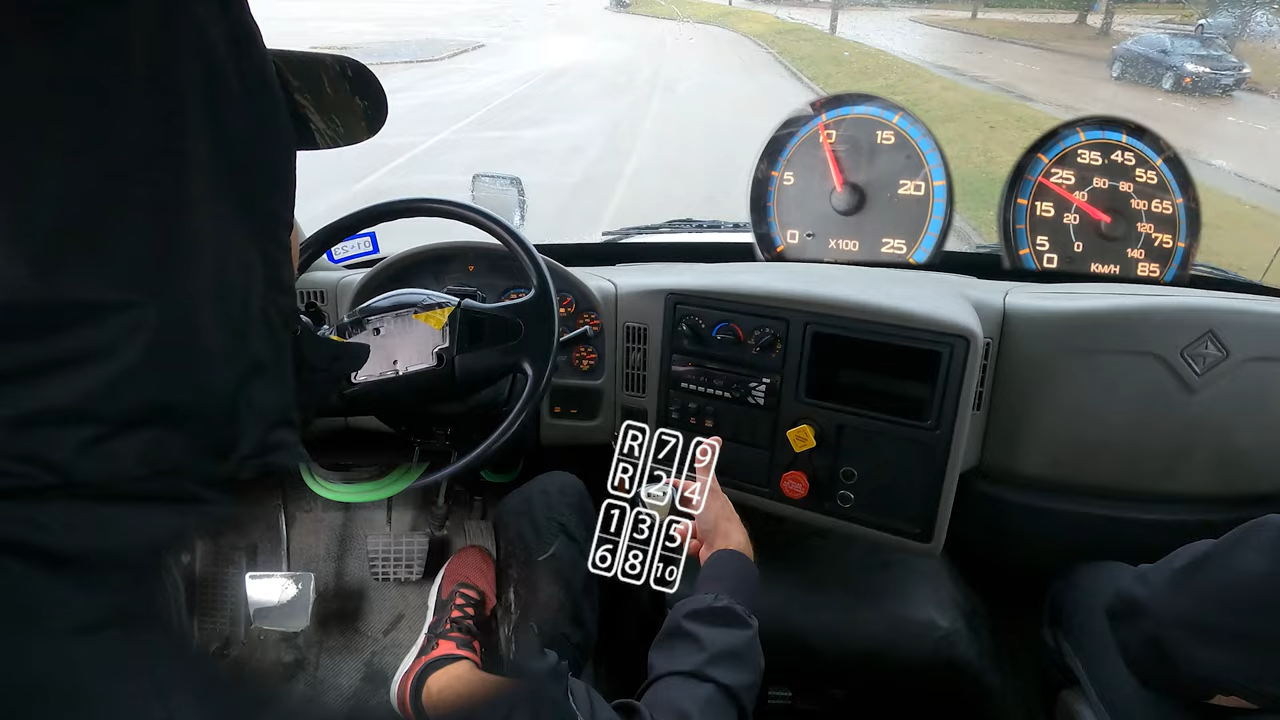 10 15
5 20
0 X100 25
35 45
25 60 80 55
40 100
15 20 120 65
5 0 140 75
0 KM/H 85
R 7 9
R 2 4
1 3 5
6 8 10